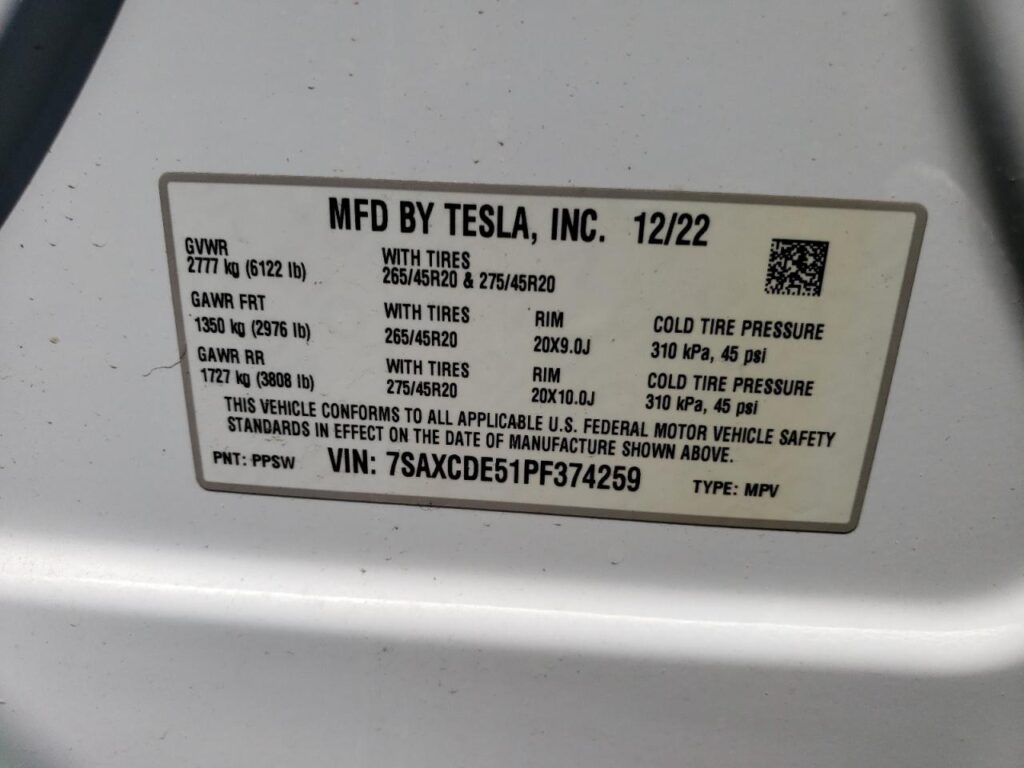 MFD BY TESLA, INC. 12/22
GVWR
2777 kg (6122 lb)
WITH TIRES
265/45R20 & 275/45R20
GAWR FRT
1350 kg (2976 lb)
WITH TIRES
265/45R20
RIM
20X9.0J
COLD TIRE PRESSURE
310 kPa, 45 psi
GAWR RR
1727 kg (3808 lb)
WITH TIRES
275/45R20
RIM
20X10.0J
COLD TIRE PRESSURE
310 kPa, 45 psi
THIS VEHICLE CONFORMS TO ALL APPLICABLE U.S. FEDERAL MOTOR VEHICLE SAFETY
STANDARDS IN EFFECT ON THE DATE OF MANUFACTURE SHOWN ABOVE.
PNT: PPSW VIN: 7SAXCDE51PF374259 TYPE: MPV